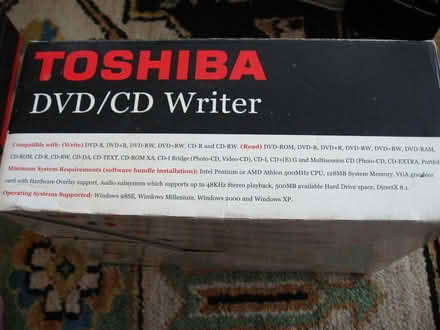 TOSHIBA
DVD/CD Writer
Compatible with: (Write) DVD-R, DVD+R, DVD-RW, DVD+RW, CD-R and CD-RW. (Read) DVD-ROM, DVD-R, DVD+R, DVD-RW, DVD+RW, DVD-RAM,
CD-ROM, CD-R, CD-RW, CD-DA, CD-TEXT, CD-ROM XA, CD-I Bridge (Photo-CD, Video-CD), CD-I, CD+(E) G and Multisession CD (Photo-CD, CD-EXTRA, Portfol
Minimum System Requirements (software bundle installation): Intel Pentium or AMD Athlon 500MHz CPU, 128MB System Memory, VGA graphics
card with Hardware Overlay support, Audio subsystem which supports up to 48KHz Stereo playback, 500MB available Hard drive space, DirectX 8.1.
Operating Systems Supported: Windows 98SE, Windows Millenium, Windows 2000 and Windows XP.